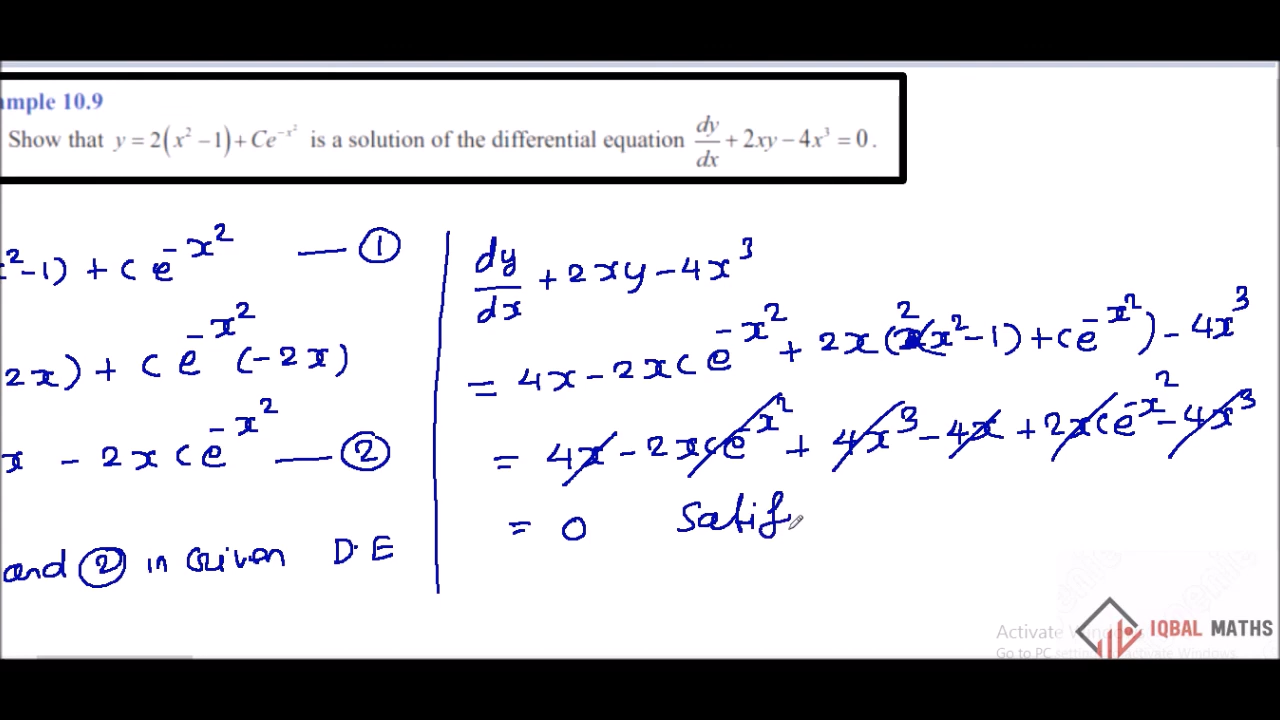 mple 10.9
Show that y = 2(x² −1)+Ce^{-x²} is a solution of the differential equation dy/dx + 2xy − 4x³ = 0.
²-1) + Ce^{-x²} — ①
2x) + Ce^{-x²}(-2x)
x - 2xCe^{-x²} — ②
and ② in Given D.E
dy/dx + 2xy - 4x³
= 4x - 2xCe^{-x²} + 2x(2(x²-1) + Ce^{-x²}) - 4x³
= 4x - 2xCe^{-x²} + 4x³ - 4x + 2xCe^{-x²} - 4x³
= 0 Satif
IQBAL MATHS